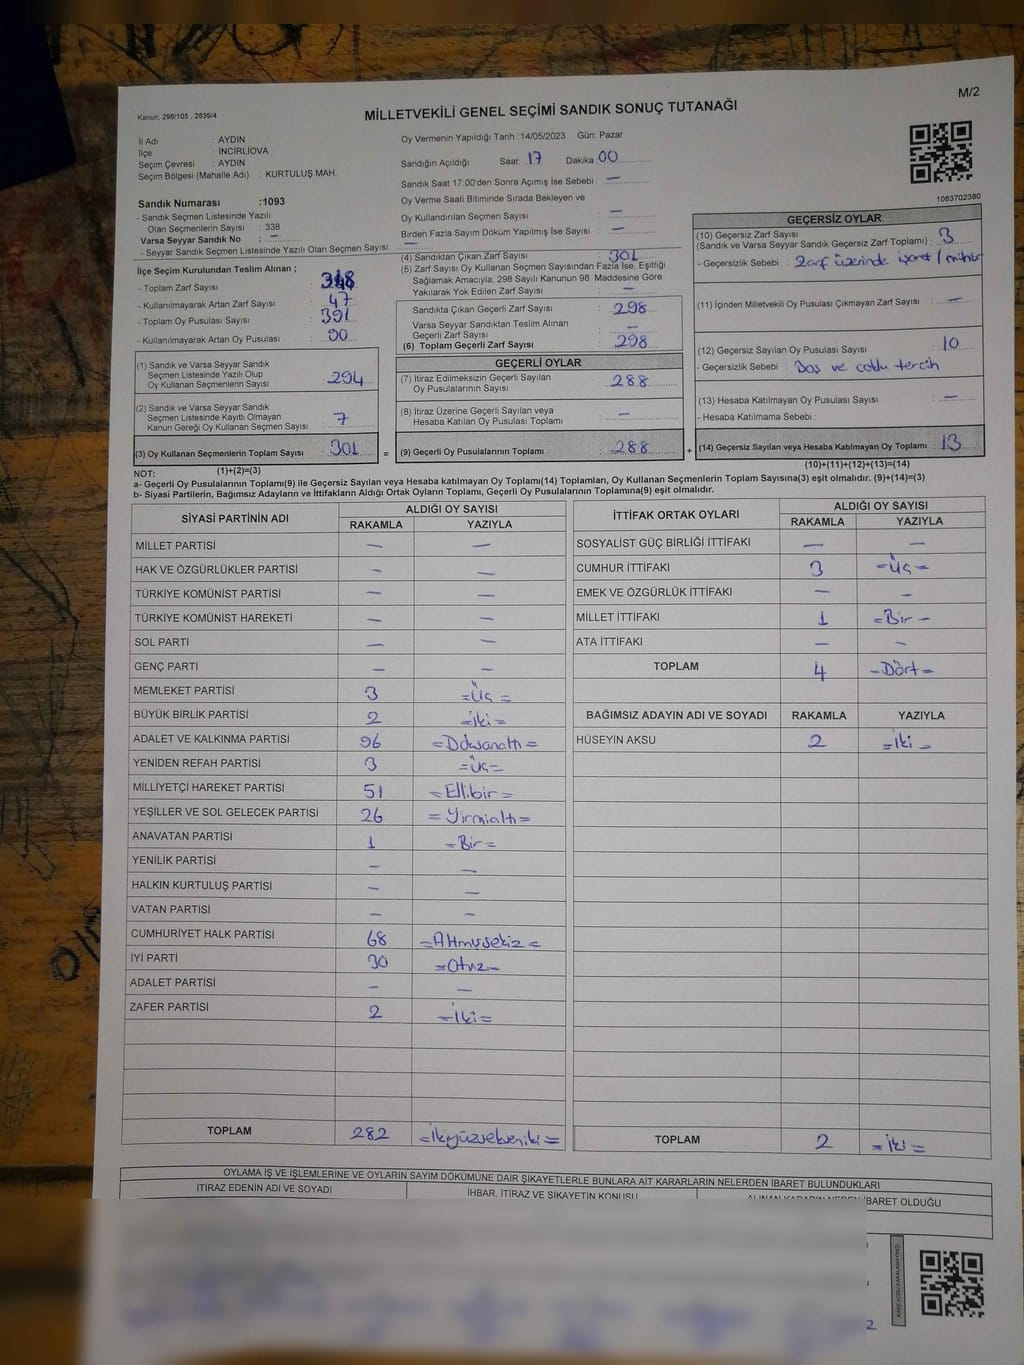 Kanun: 298/105 , 2839/4
MİLLETVEKİLİ GENEL SEÇİMİ SANDIK SONUÇ TUTANAĞI
M/2
İl Adı : AYDIN
İlçe : İNCİRLİOVA
Seçim Çevresi : AYDIN
Seçim Bölgesi (Mahalle Adı) : KURTULUŞ MAH.
Oy Vermenin Yapıldığı Tarih :14/05/2023 Gün: Pazar
Sandığın Açıldığı Saat: 17 Dakika 00
Sandık Saat 17:00'den Sonra Açımış İse Sebebi : —
Oy Verme Saati Bitiminde Sırada Bekleyen ve
Oy Kullandırılan Seçmen Sayısı : —
Birden Fazla Sayım Döküm Yapılmış İse Sayısı : —
1083702380
Sandık Numarası :1093
- Sandık Seçmen Listesinde Yazılı
Olan Seçmenlerin Sayısı : 338
Varsa Seyyar Sandık No : —
- Seyyar Sandık Seçmen Listesinde Yazılı Olan Seçmen Sayısı: —
İlçe Seçim Kurulundan Teslim Alınan ;
- Toplam Zarf Sayısı : 348
- Kullanılmayarak Artan Zarf Sayısı : 47
- Toplam Oy Pusulası Sayısı : 391
- Kullanılmayarak Artan Oy Pusulası : 90
(1) Sandık ve Varsa Seyyar Sandık
Seçmen Listesinde Yazılı Olup
Oy Kullanan Seçmenlerin Sayısı : 294
(2) Sandık ve Varsa Seyyar Sandık
Seçmen Listesinde Kayıtlı Olmayan
Kanun Gereği Oy Kullanan Seçmen Sayısı : 7
(3) Oy Kullanan Seçmenlerin Toplam Sayısı : 301
(1)+(2)=(3)
(4) Sandıktan Çıkan Zarf Sayısı : 301
(5) Zarf Sayısı Oy Kullanan Seçmen Sayısından Fazla İse, Eşitliği
Sağlamak Amacıyla; 298 Sayılı Kanunun 98. Maddesine Göre
Yakılarak Yok Edilen Zarf Sayısı : —
Sandıkta Çıkan Geçerli Zarf Sayısı : 298
Varsa Seyyar Sandıktan Teslim Alınan
Geçerli Zarf Sayısı : —
(6) Toplam Geçerli Zarf Sayısı : 298
GEÇERLİ OYLAR
(7) İtiraz Edilmeksizin Geçerli Sayılan
Oy Pusulalarının Sayısı : 288
(8) İtiraz Üzerine Geçerli Sayılan veya
Hesaba Katılan Oy Pusulası Toplamı : —
= (9) Geçerli Oy Pusulalarının Toplamı : 288 +
GEÇERSİZ OYLAR
(10) Geçersiz Zarf Sayısı
(Sandık ve Varsa Seyyar Sandık Geçersiz Zarf Toplamı) : 3
- Geçersizlik Sebebi : Zarf üzerinde işaret / mühür
(11) İçinden Milletvekili Oy Pusulası Çıkmayan Zarf Sayısı : —
(12) Geçersiz Sayılan Oy Pusulası Sayısı : 10
- Geçersizlik Sebebi : Boş ve coklu tercih
(13) Hesaba Katılmayan Oy Pusulası Sayısı : —
- Hesaba Katılmama Sebebi :
(14) Geçersiz Sayılan veya Hesaba Katılmayan Oy Toplamı : 13
(10)+(11)+(12)+(13)=(14)
NOT:
a- Geçerli Oy Pusulalarının Toplamı(9) ile Geçersiz Sayılan veya Hesaba katılmayan Oy Toplamı(14) Toplamları, Oy Kullanan Seçmenlerin Toplam Sayısına(3) eşit olmalıdır. (9)+(14)=(3)
b- Siyasi Partilerin, Bağımsız Adayların ve İttifakların Aldığı Ortak Oyların Toplamı, Geçerli Oy Pusulalarının Toplamına(9) eşit olmalıdır.
SİYASİ PARTİNİN ADI ALDIĞI OY SAYISI
RAKAMLA YAZIYLA
MİLLET PARTİSİ — —
HAK VE ÖZGÜRLÜKLER PARTİSİ — —
TÜRKİYE KOMÜNİST PARTİSİ — —
TÜRKİYE KOMÜNİST HAREKETİ — —
SOL PARTİ — —
GENÇ PARTİ — —
MEMLEKET PARTİSİ 3 =Üç=
BÜYÜK BİRLİK PARTİSİ 2 =İki=
ADALET VE KALKINMA PARTİSİ 96 =Doksanaltı=
YENİDEN REFAH PARTİSİ 3 =Üç=
MİLLİYETÇİ HAREKET PARTİSİ 51 =Ellibir=
YEŞİLLER VE SOL GELECEK PARTİSİ 26 =Yirmialtı=
ANAVATAN PARTİSİ 1 =Bir=
YENİLİK PARTİSİ — —
HALKIN KURTULUŞ PARTİSİ — —
VATAN PARTİSİ — —
CUMHURİYET HALK PARTİSİ 68 =Altmışsekiz=
İYİ PARTİ 30 =Otuz=
ADALET PARTİSİ — —
ZAFER PARTİSİ 2 =İki=
TOPLAM 282 =İkiyüzsekseniki=
İTTİFAK ORTAK OYLARI ALDIĞI OY SAYISI
RAKAMLA YAZIYLA
SOSYALİST GÜÇ BİRLİĞİ İTTİFAKI — —
CUMHUR İTTİFAKI 3 =Üç=
EMEK VE ÖZGÜRLÜK İTTİFAKI — —
MİLLET İTTİFAKI 1 =Bir=
ATA İTTİFAKI — —
TOPLAM 4 =Dört=
BAĞIMSIZ ADAYIN ADI VE SOYADI RAKAMLA YAZIYLA
HÜSEYİN AKSU 2 =İki=
TOPLAM 2 =İki=
OYLAMA İŞ VE İŞLEMLERİNE VE OYLARIN SAYIM DÖKÜMÜNE DAİR ŞİKAYETLERLE BUNLARA AİT KARARLARIN NELERDEN İBARET BULUNDUKLARI
İTİRAZ EDENİN ADI VE SOYADI İHBAR, İTİRAZ VE ŞİKAYETİN KONUSU ALINAN KARARIN NEDEN İBARET OLDUĞU